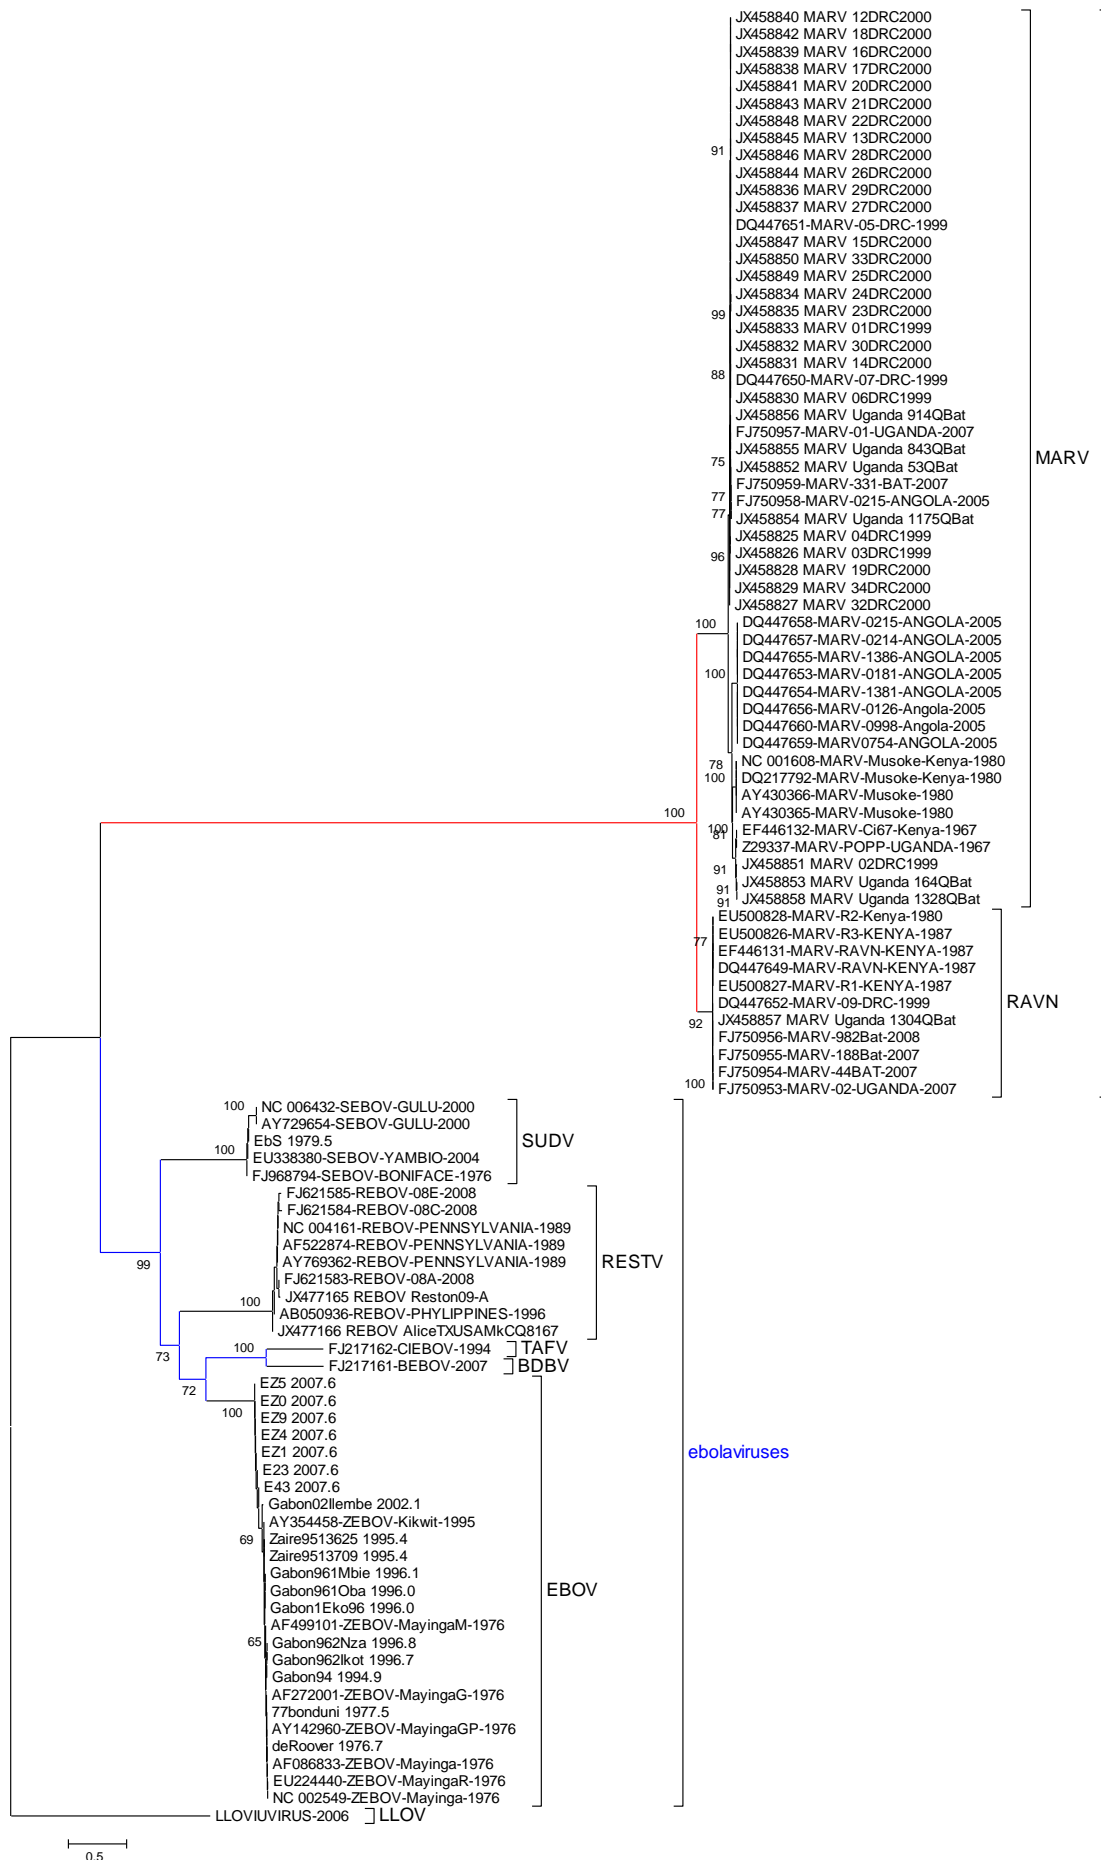 JX458840 MARV 12DRC2000
JX458842 MARV 18DRC2000
JX458839 MARV 16DRC2000
JX458838 MARV 17DRC2000
JX458841 MARV 20DRC2000
JX458843 MARV 21DRC2000
JX458848 MARV 22DRC2000
JX458845 MARV 13DRC2000
91
JX458846 MARV 28DRC2000
JX458844 MARV 26DRC2000
JX458836 MARV 29DRC2000
JX458837 MARV 27DRC2000
DQ447651-MARV-05-DRC-1999
JX458847 MARV 15DRC2000
JX458850 MARV 33DRC2000
JX458849 MARV 25DRC2000
JX458834 MARV 24DRC2000
99
JX458835 MARV 23DRC2000
JX458833 MARV 01DRC1999
JX458832 MARV 30DRC2000
JX458831 MARV 14DRC2000
88
DQ447650-MARV-07-DRC-1999
JX458830 MARV 06DRC1999
JX458856 MARV Uganda 914QBat
FJ750957-MARV-01-UGANDA-2007
JX458855 MARV Uganda 843QBat
MARV
75
JX458852 MARV Uganda 53QBat
FJ750959-MARV-331-BAT-2007
77
FJ750958-MARV-0215-ANGOLA-2005
77
JX458854 MARV Uganda 1175QBat
JX458825 MARV 04DRC1999
96
JX458826 MARV 03DRC1999
JX458828 MARV 19DRC2000
JX458829 MARV 34DRC2000
JX458827 MARV 32DRC2000
100
DQ447658-MARV-0215-ANGOLA-2005
DQ447657-MARV-0214-ANGOLA-2005
DQ447655-MARV-1386-ANGOLA-2005
100
DQ447653-MARV-0181-ANGOLA-2005
DQ447654-MARV-1381-ANGOLA-2005
DQ447656-MARV-0126-Angola-2005
DQ447660-MARV-0998-Angola-2005
DQ447659-MARV0754-ANGOLA-2005
78
NC 001608-MARV-Musoke-Kenya-1980
100
DQ217792-MARV-Musoke-Kenya-1980
AY430366-MARV-Musoke-1980
100
AY430365-MARV-Musoke-1980
100
EF446132-MARV-Ci67-Kenya-1967
81
Z29337-MARV-POPP-UGANDA-1967
91
JX458851 MARV 02DRC1999
91
JX458853 MARV Uganda 164QBat
91
JX458858 MARV Uganda 1328QBat
EU500828-MARV-R2-Kenya-1980
77
EU500826-MARV-R3-KENYA-1987
EF446131-MARV-RAVN-KENYA-1987
DQ447649-MARV-RAVN-KENYA-1987
EU500827-MARV-R1-KENYA-1987
RAVN
DQ447652-MARV-09-DRC-1999
92
JX458857 MARV Uganda 1304QBat
FJ750956-MARV-982Bat-2008
FJ750955-MARV-188Bat-2007
FJ750954-MARV-44BAT-2007
100
FJ750953-MARV-02-UGANDA-2007
100
NC 006432-SEBOV-GULU-2000
AY729654-SEBOV-GULU-2000
EbS 1979.5
SUDV
100
EU338380-SEBOV-YAMBIO-2004
FJ968794-SEBOV-BONIFACE-1976
FJ621585-REBOV-08E-2008
FJ621584-REBOV-08C-2008
NC 004161-REBOV-PENNSYLVANIA-1989
AF522874-REBOV-PENNSYLVANIA-1989
99
AY769362-REBOV-PENNSYLVANIA-1989
RESTV
FJ621583-REBOV-08A-2008
100
JX477165 REBOV Reston09-A
AB050936-REBOV-PHYLIPPINES-1996
JX477166 REBOV AliceTXUSAMkCQ8167
73
100
FJ217162-CIEBOV-1994
TAFV
FJ217161-BEBOV-2007
BDBV
72
EZ5 2007.6
EZ0 2007.6
100
EZ9 2007.6
EZ4 2007.6
EZ1 2007.6
ebolaviruses
E23 2007.6
E43 2007.6
Gabon02Ilembe 2002.1
AY354458-ZEBOV-Kikwit-1995
69
Zaire9513625 1995.4
Zaire9513709 1995.4
Gabon961Mbie 1996.1
Gabon961Oba 1996.0
EBOV
Gabon1Eko96 1996.0
AF499101-ZEBOV-MayingaM-1976
65
Gabon962Nza 1996.8
Gabon962Ikot 1996.7
Gabon94 1994.9
AF272001-ZEBOV-MayingaG-1976
77bonduni 1977.5
AY142960-ZEBOV-MayingaGP-1976
deRoover 1976.7
AF086833-ZEBOV-Mayinga-1976
EU224440-ZEBOV-MayingaR-1976
NC 002549-ZEBOV-Mayinga-1976
LLOVIUVIRUS-2006
LLOV
0.5